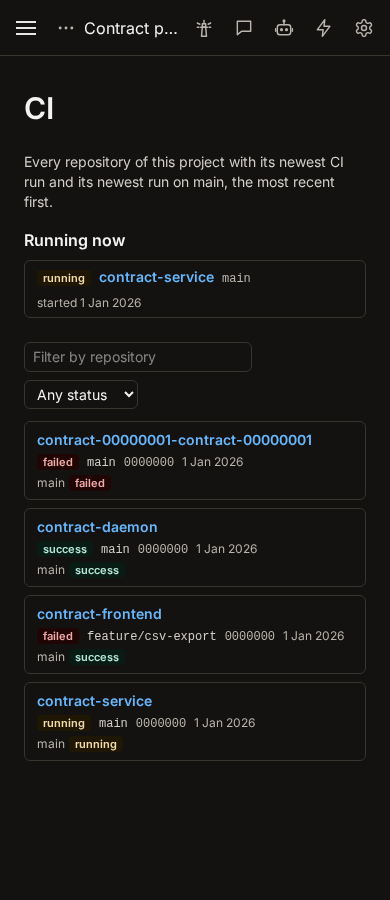 ... Contract p...
CI
Every repository of this project with its newest CI
run and its newest run on main, the most recent
first.
Running now
running contract-service main
started 1 Jan 2026
Filter by repository
Any status
contract-00000001-contract-00000001
failed main 0000000 1 Jan 2026
main failed
contract-daemon
success main 0000000 1 Jan 2026
main success
contract-frontend
failed feature/csv-export 0000000 1 Jan 2026
main success
contract-service
running main 0000000 1 Jan 2026
main running